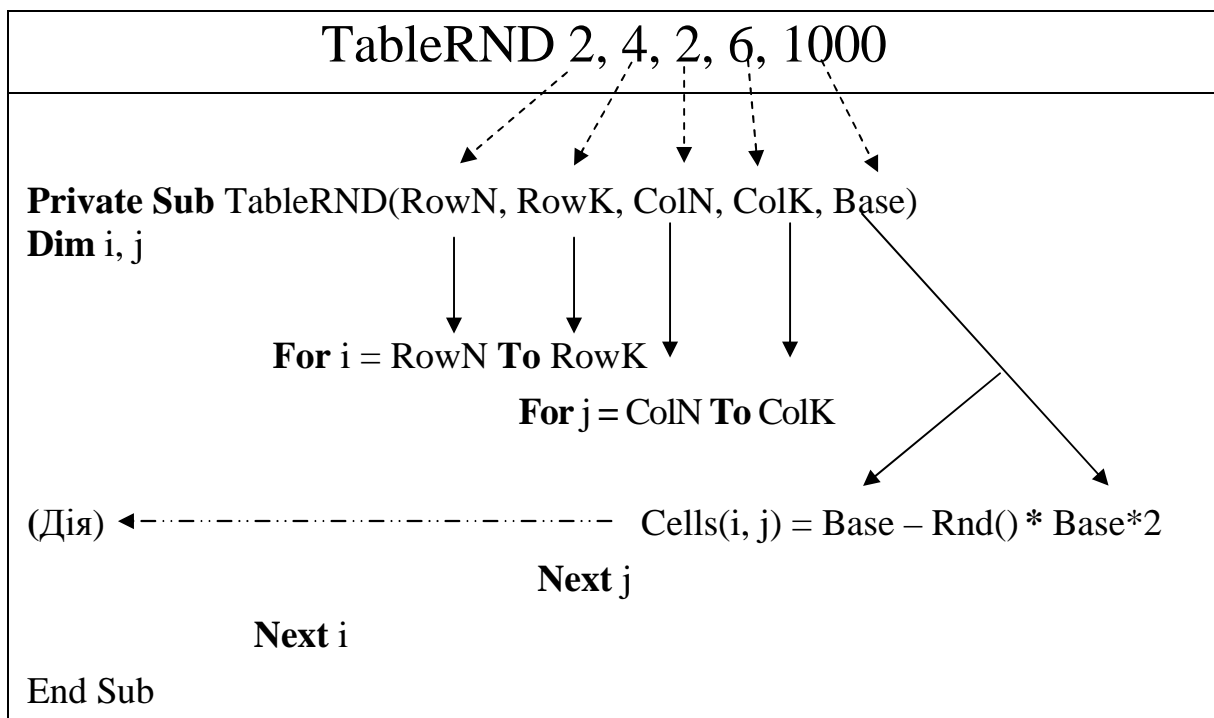 TableRND 2, 4, 2, 6, 1000
Private Sub TableRND(RowN, RowK, ColN, ColK, Base)
Dim i, j
For i = RowN To RowK
For j = ColN To ColK
(Дія) Cells(i, j) = Base – Rnd() * Base*2
Next j
Next i
End Sub